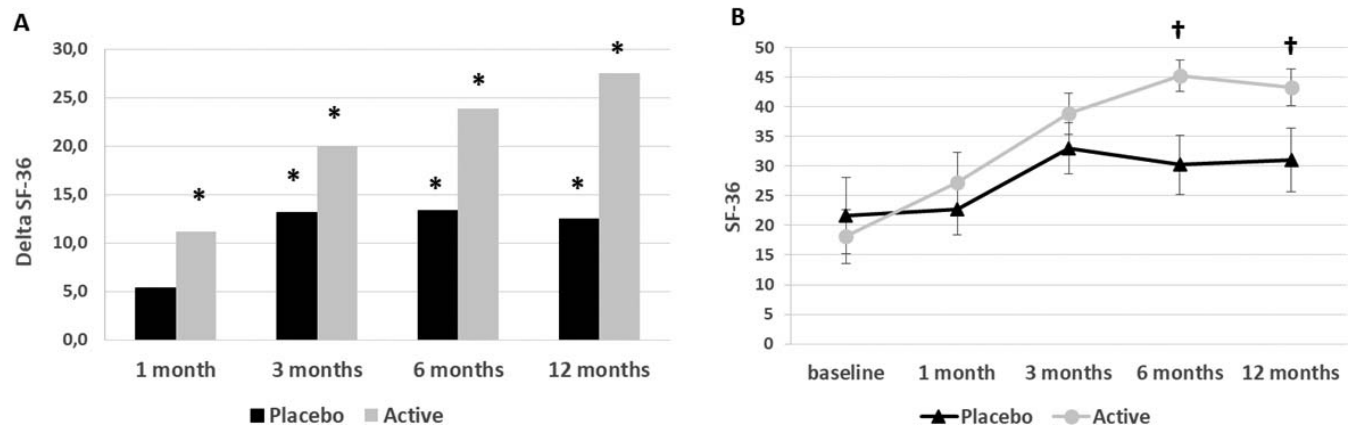 A
Delta SF-36
30,0
25,0
20,0
15,0
10,0
5,0
0,0
*
*
*
*
*
*
*
1 month
3 months
6 months
12 months
Placebo
Active
B
SF-36
50
45
40
35
30
25
20
15
10
5
0
†
†
baseline
1 month
3 months
6 months
12 months
Placebo
Active